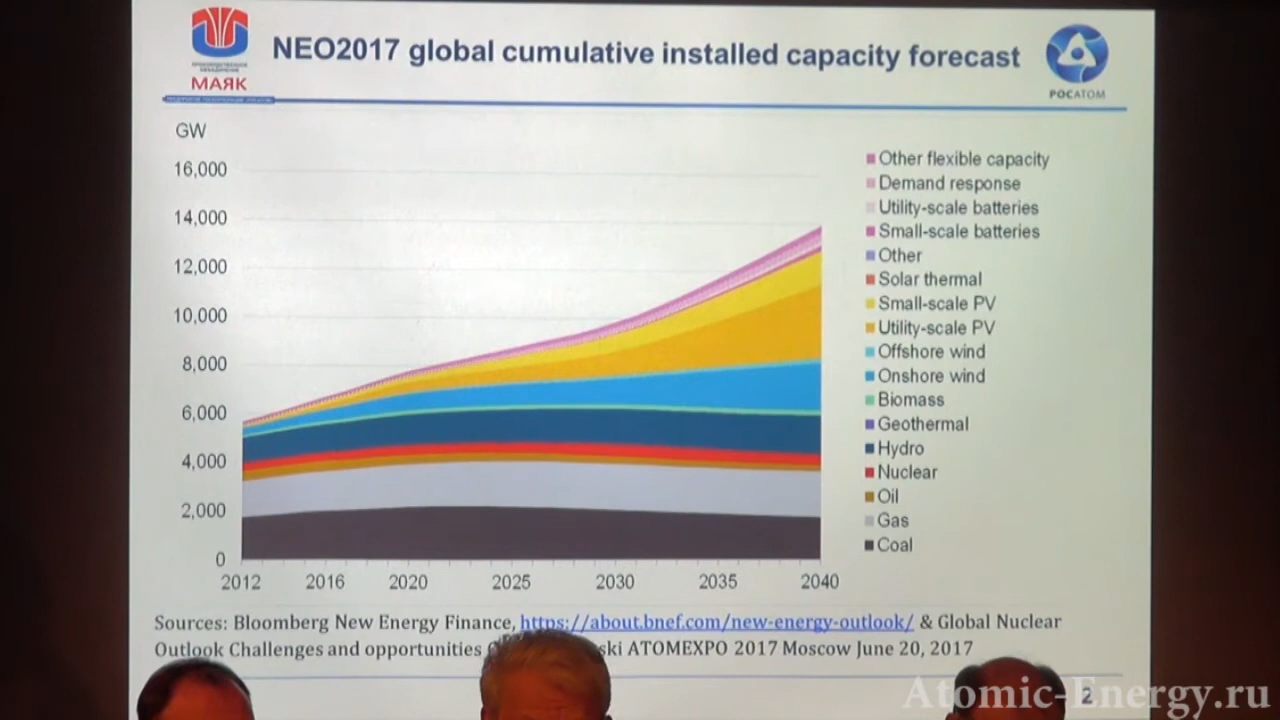 МАЯК
NEO2017 global cumulative installed capacity forecast
РОСАТОМ
GW
16,000
14,000
12,000
10,000
8,000
6,000
4,000
2,000
0
2012 2016 2020 2025 2030 2035 2040
Other flexible capacity
Demand response
Utility-scale batteries
Small-scale batteries
Other
Solar thermal
Small-scale PV
Utility-scale PV
Offshore wind
Onshore wind
Biomass
Geothermal
Hydro
Nuclear
Oil
Gas
Coal
Sources: Bloomberg New Energy Finance, https://about.bnef.com/new-energy-outlook/ & Global Nuclear
Outlook Challenges and opportunities ski ATOMEXPO 2017 Moscow June 20, 2017
2
Atomic-Energy.ru